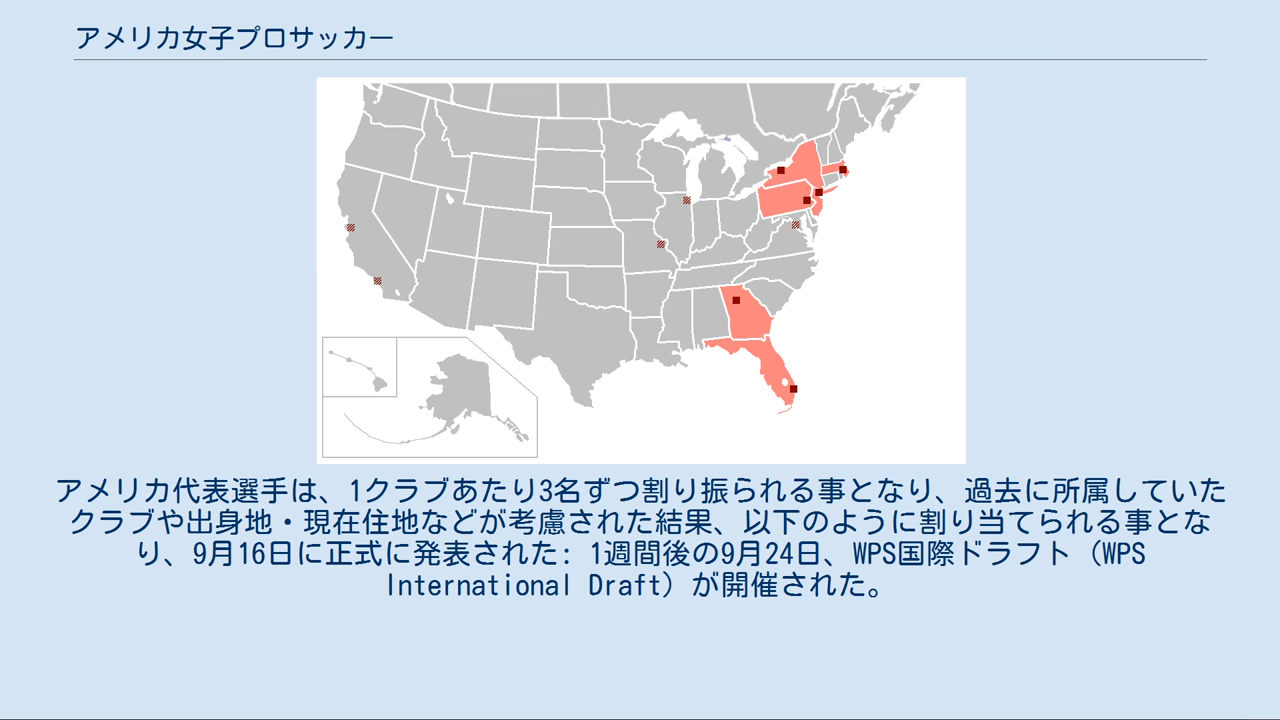 アメリカ女子プロサッカー
アメリカ代表選手は、1クラブあたり3名ずつ割り振られる事となり、過去に所属していた
クラブや出身地・現在住地などが考慮された結果、以下のように割り当てられる事とな
り、9月16日に正式に発表された: 1週間後の9月24日、WPS国際ドラフト（WPS
International Draft）が開催された。